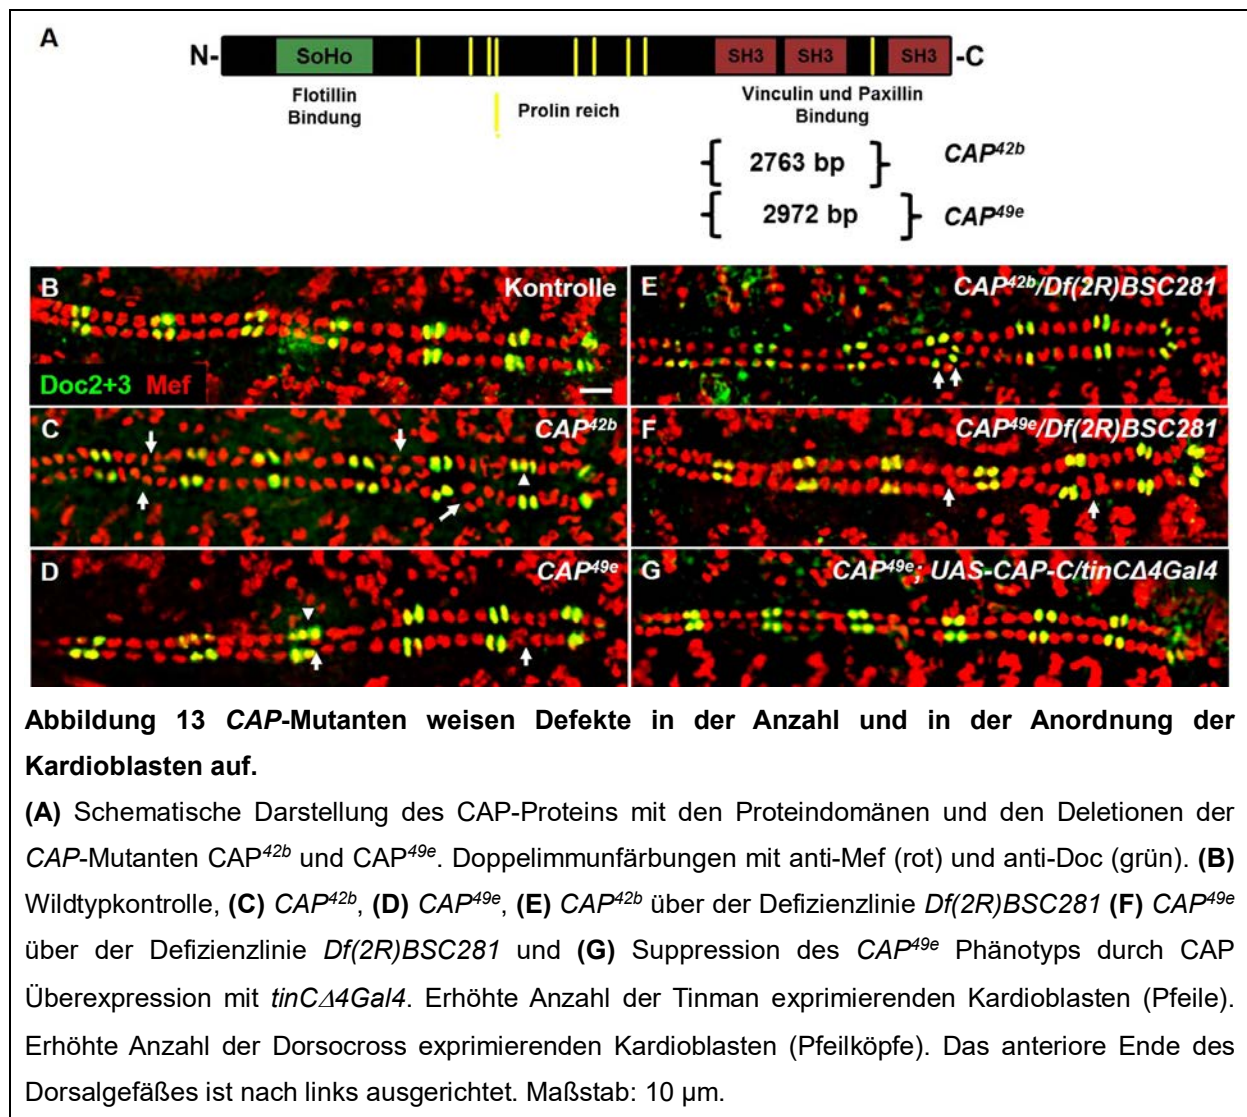 A
N-
SoHo
SH3
SH3
SH3
-C
Flotillin
Bindung
Prolin reich
Vinculin und Paxillin
Bindung
{ 2763 bp } CAP42b
{ 2972 bp } CAP49e
B
Kontrolle
Doc2+3 Mef
C
CAP42b
D
CAP49e
E
CAP42b/Df(2R)BSC281
F
CAP49e/Df(2R)BSC281
G
CAP49e; UAS-CAP-C/tinCΔ4Gal4
Abbildung 13 CAP-Mutanten weisen Defekte in der Anzahl und in der Anordnung der
Kardioblasten auf.
(A) Schematische Darstellung des CAP-Proteins mit den Proteindomänen und den Deletionen der
CAP-Mutanten CAP42b und CAP49e. Doppelimmunfärbungen mit anti-Mef (rot) und anti-Doc (grün). (B)
Wildtypkontrolle, (C) CAP42b, (D) CAP49e, (E) CAP42b über der Defizienzlinie Df(2R)BSC281 (F) CAP49e
über der Defizienzlinie Df(2R)BSC281 und (G) Suppression des CAP49e Phänotyps durch CAP
Überexpression mit tinCΔ4Gal4. Erhöhte Anzahl der Tinman exprimierenden Kardioblasten (Pfeile).
Erhöhte Anzahl der Dorsocross exprimierenden Kardioblasten (Pfeilköpfe). Das anteriore Ende des
Dorsalgefäßes ist nach links ausgerichtet. Maßstab: 10 µm.